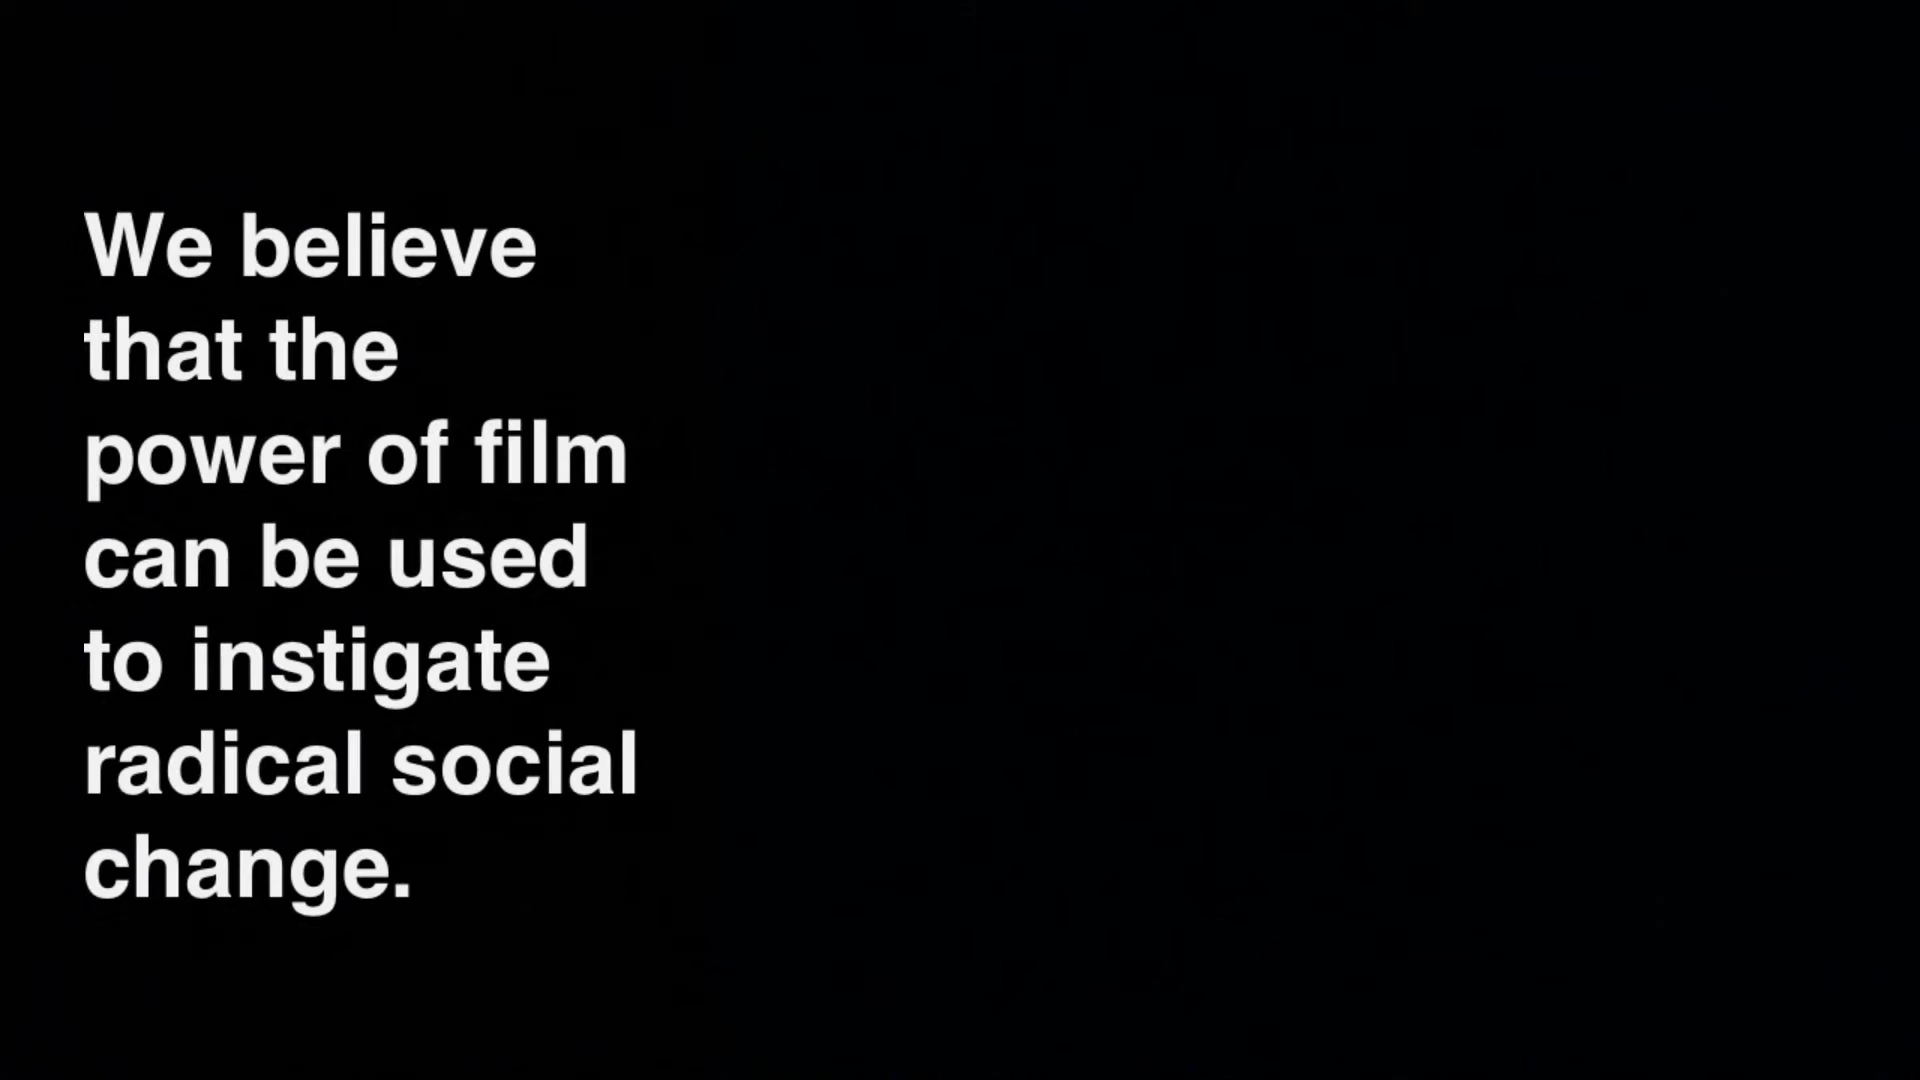 We believe
that the
power of film
can be used
to instigate
radical social
change.